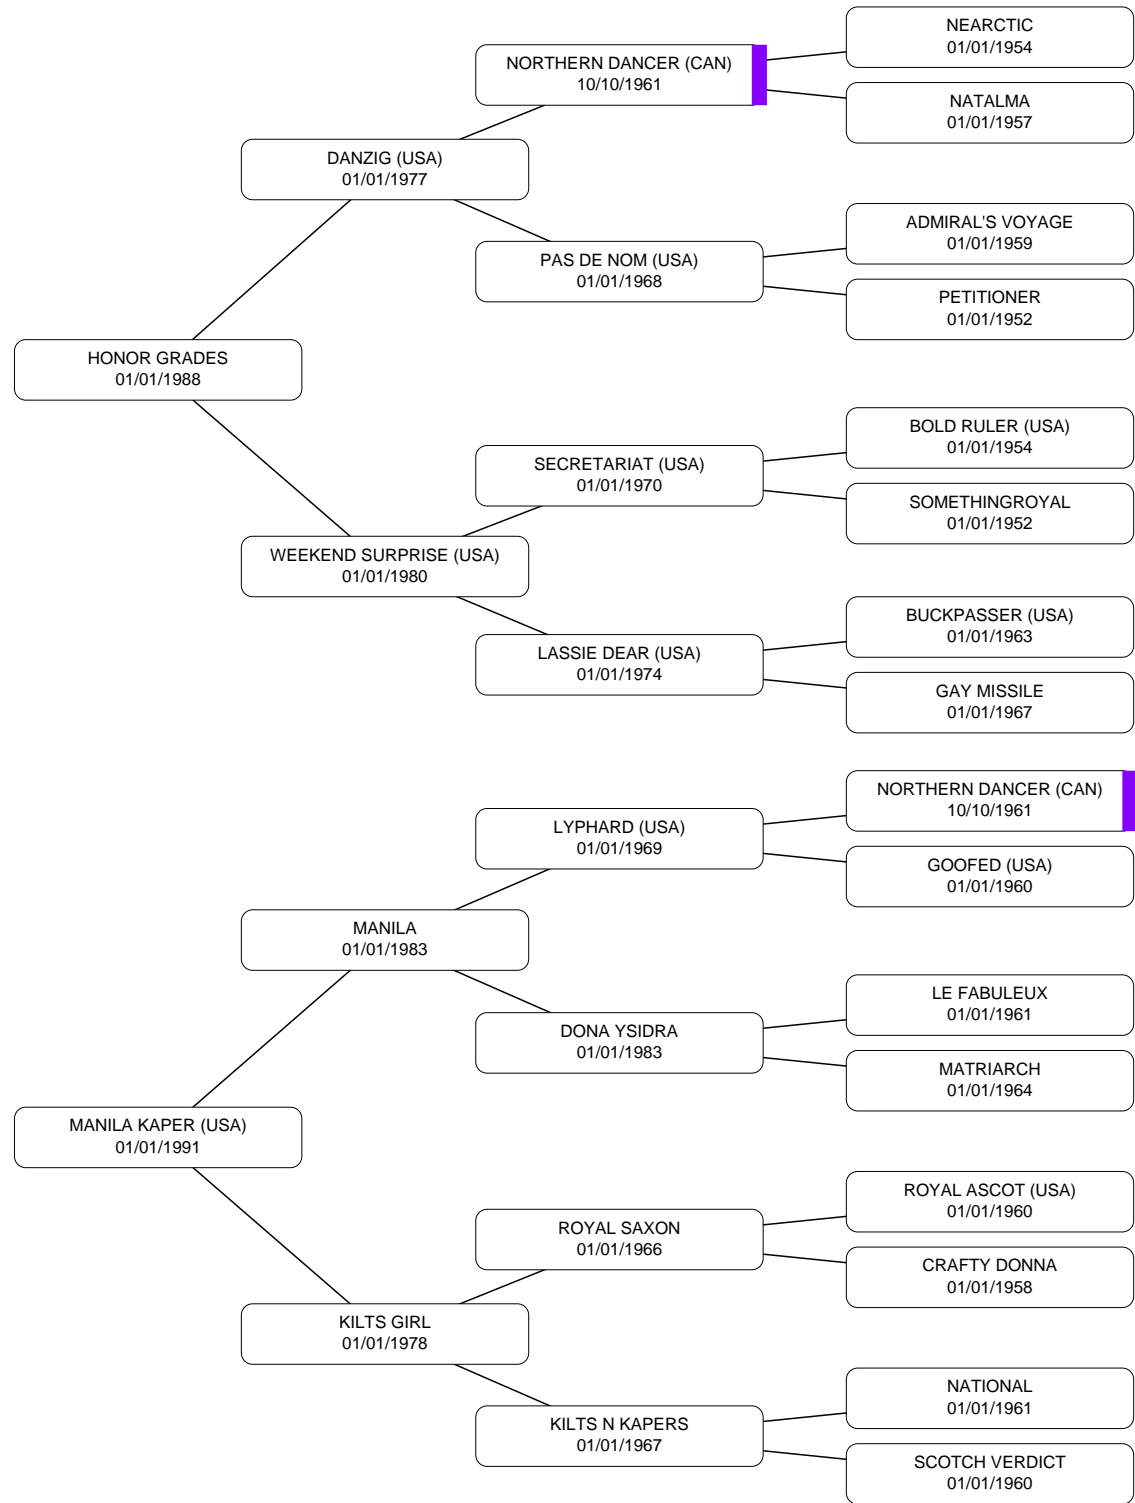 NEARCTIC
01/01/1954
NORTHERN DANCER (CAN)
10/10/1961
NATALMA
01/01/1957
DANZIG (USA)
01/01/1977
ADMIRAL'S VOYAGE
01/01/1959
PAS DE NOM (USA)
01/01/1968
PETITIONER
01/01/1952
HONOR GRADES
01/01/1988
BOLD RULER (USA)
01/01/1954
SECRETARIAT (USA)
01/01/1970
SOMETHINGROYAL
01/01/1952
WEEKEND SURPRISE (USA)
01/01/1980
BUCKPASSER (USA)
01/01/1963
LASSIE DEAR (USA)
01/01/1974
GAY MISSILE
01/01/1967
NORTHERN DANCER (CAN)
10/10/1961
LYPHARD (USA)
01/01/1969
GOOFED (USA)
01/01/1960
MANILA
01/01/1983
LE FABULEUX
01/01/1961
DONA YSIDRA
01/01/1983
MATRIARCH
01/01/1964
MANILA KAPER (USA)
01/01/1991
ROYAL ASCOT (USA)
01/01/1960
ROYAL SAXON
01/01/1966
CRAFTY DONNA
01/01/1958
KILTS GIRL
01/01/1978
NATIONAL
01/01/1961
KILTS N KAPERS
01/01/1967
SCOTCH VERDICT
01/01/1960